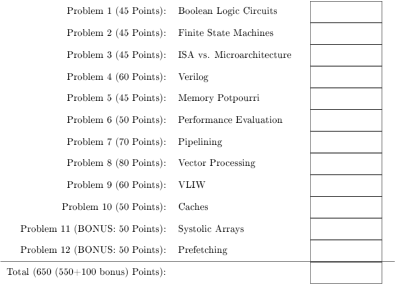 Problem 1 (45 Points): Boolean Logic Circuits
Problem 2 (45 Points): Finite State Machines
Problem 3 (45 Points): ISA vs. Microarchitecture
Problem 4 (60 Points): Verilog
Problem 5 (45 Points): Memory Potpourri
Problem 6 (50 Points): Performance Evaluation
Problem 7 (70 Points): Pipelining
Problem 8 (80 Points): Vector Processing
Problem 9 (60 Points): VLIW
Problem 10 (50 Points): Caches
Problem 11 (BONUS: 50 Points): Systolic Arrays
Problem 12 (BONUS: 50 Points): Prefetching
Total (650 (550+100 bonus) Points):